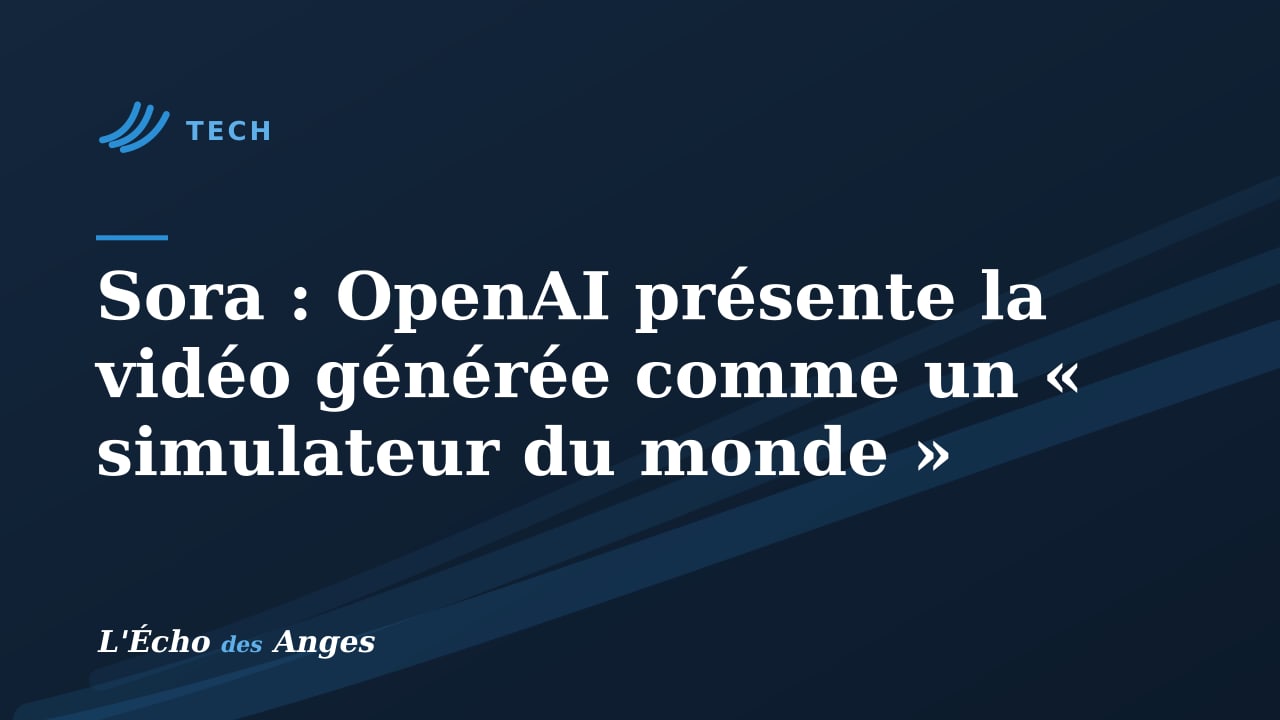 TECH
Sora : OpenAI présente la
vidéo générée comme un «
simulateur du monde »
L'Écho des Anges